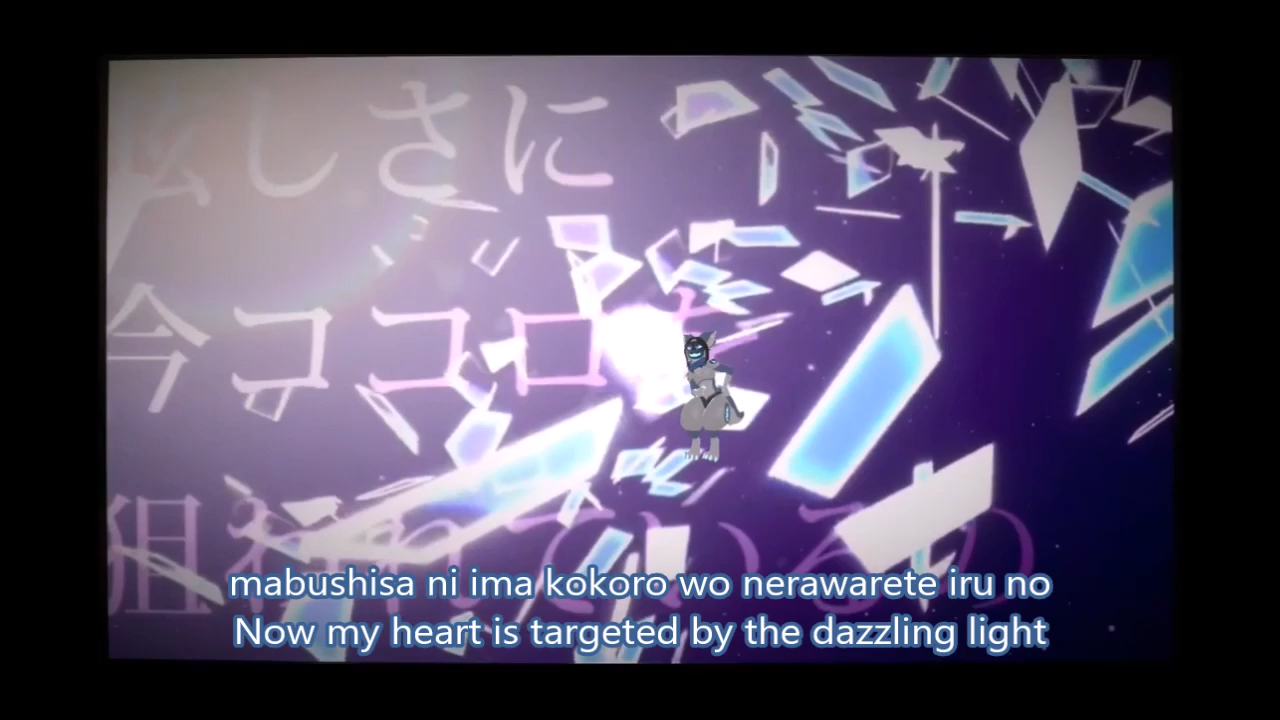 眩しさに
今ココロを
狙われているの
mabushisa ni ima kokoro wo nerawarete iru no
Now my heart is targeted by the dazzling light